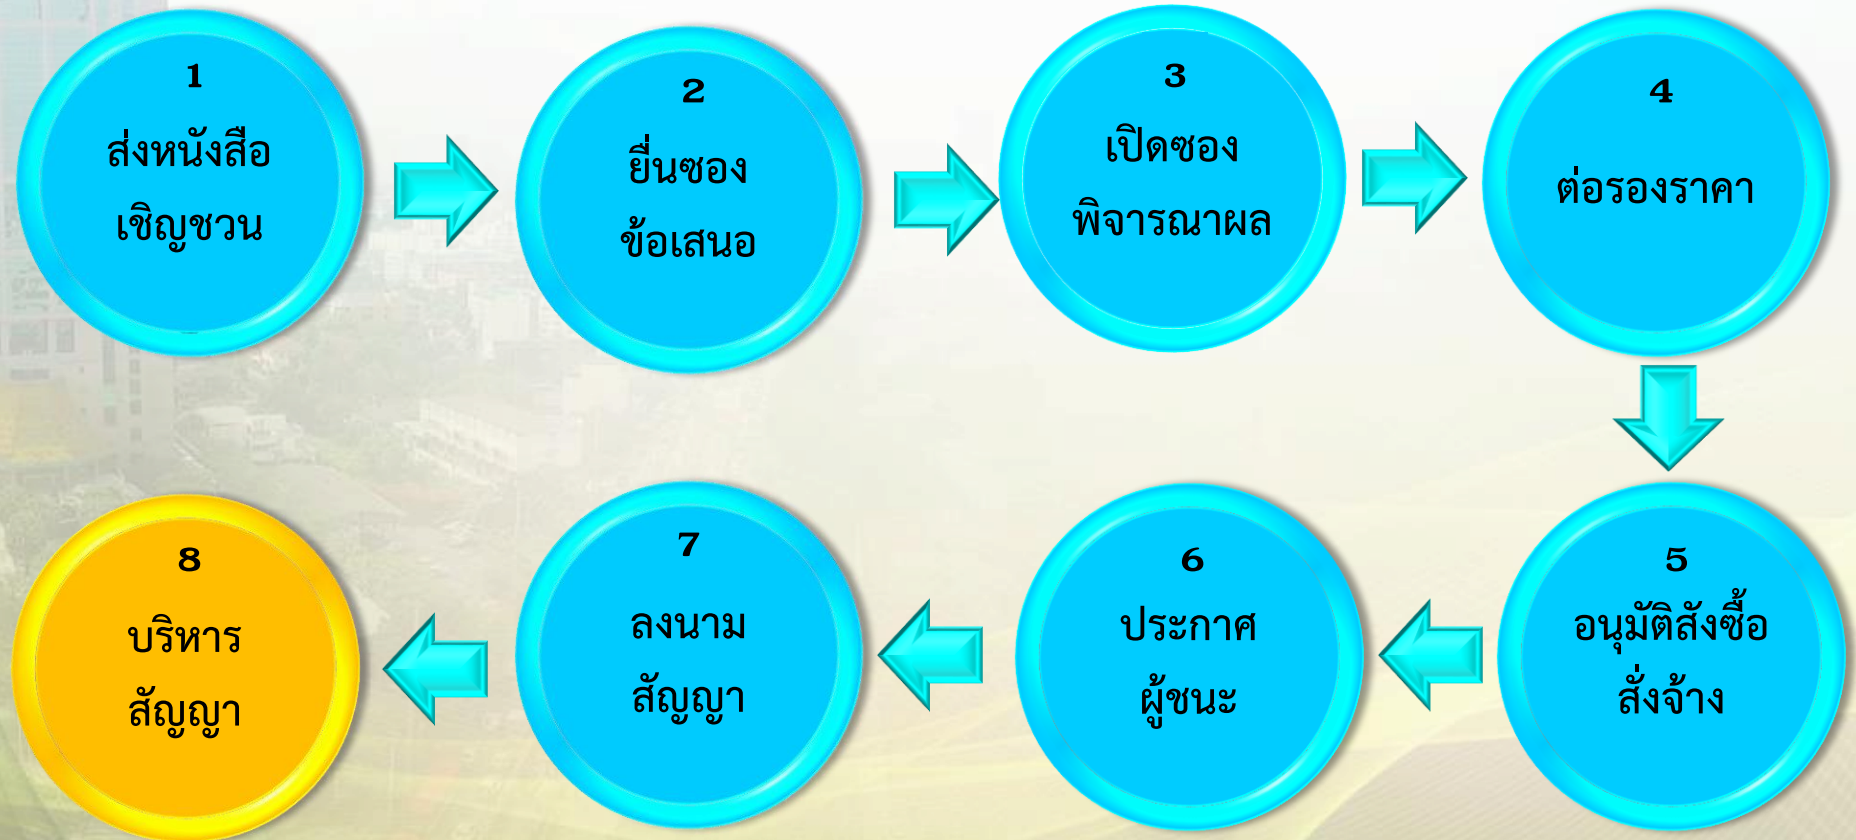 1
ส่งหนังสือ
เชิญชวน
2
ยื่นซอง
ข้อเสนอ
3
เปิดซอง
พิจารณาผล
4
ต่อรองราคา
5
อนุมัติสังซื้อ
สั่งจ้าง
6
ประกาศ
ผู้ชนะ
7
ลงนาม
สัญญา
8
บริหาร
สัญญา